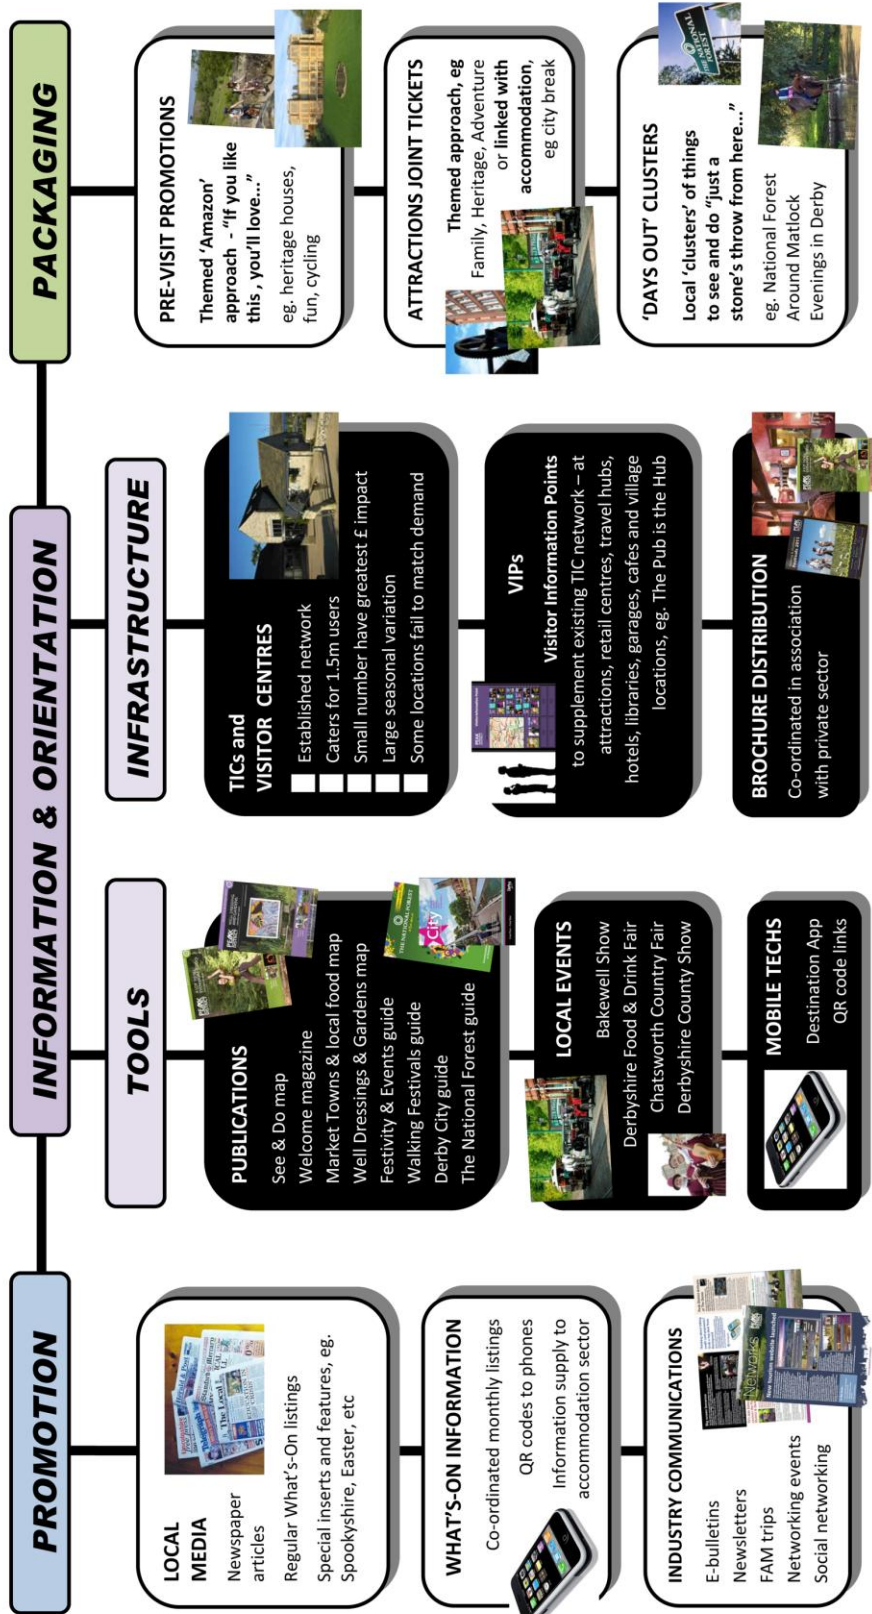 PROMOTION
INFORMATION & ORIENTATION
PACKAGING
LOCAL
MEDIA
Newspaper
articles
Regular What's-On listings
Special inserts and features, eg.
Spookyshire, Easter, etc
WHAT'S-ON INFORMATION
Co-ordinated monthly listings
QR codes to phones
Information supply to
accommodation sector
INDUSTRY COMMUNICATIONS
E-bulletins
Newsletters
FAM trips
Networking events
Social networking
Networks
TOOLS
PUBLICATIONS
See & Do map
Welcome magazine
Market Towns & local food map
Well Dressings & Gardens map
Festivity & Events guide
Walking Festivals guide
Derby City guide
The National Forest guide
THE NATIONAL FOREST
City
LOCAL EVENTS
Bakewell Show
Derbyshire Food & Drink Fair
Chatsworth Country Fair
Derbyshire County Show
MOBILE TECHS
Destination App
QR code links
INFRASTRUCTURE
TICs and
VISITOR CENTRES
Established network
Caters for 1.5m users
Small number have greatest £ impact
Large seasonal variation
Some locations fail to match demand
VIPs
Visitor Information Points
to supplement existing TIC network – at
attractions, retail centres, travel hubs,
hotels, libraries, garages, cafes and village
locations, eg. The Pub is the Hub
BROCHURE DISTRIBUTION
Co-ordinated in association
with private sector
PRE-VISIT PROMOTIONS
Themed 'Amazon'
approach - "If you like
this , you'll love..."
eg. heritage houses,
fun, cycling
ATTRACTIONS JOINT TICKETS
Themed approach, eg
Family, Heritage, Adventure
or linked with
accommodation,
eg city break
'DAYS OUT' CLUSTERS
Local 'clusters' of things
to see and do "just a
stone's throw from here..."
eg. National Forest
Around Matlock
Evenings in Derby
THE NATIONAL
FOREST